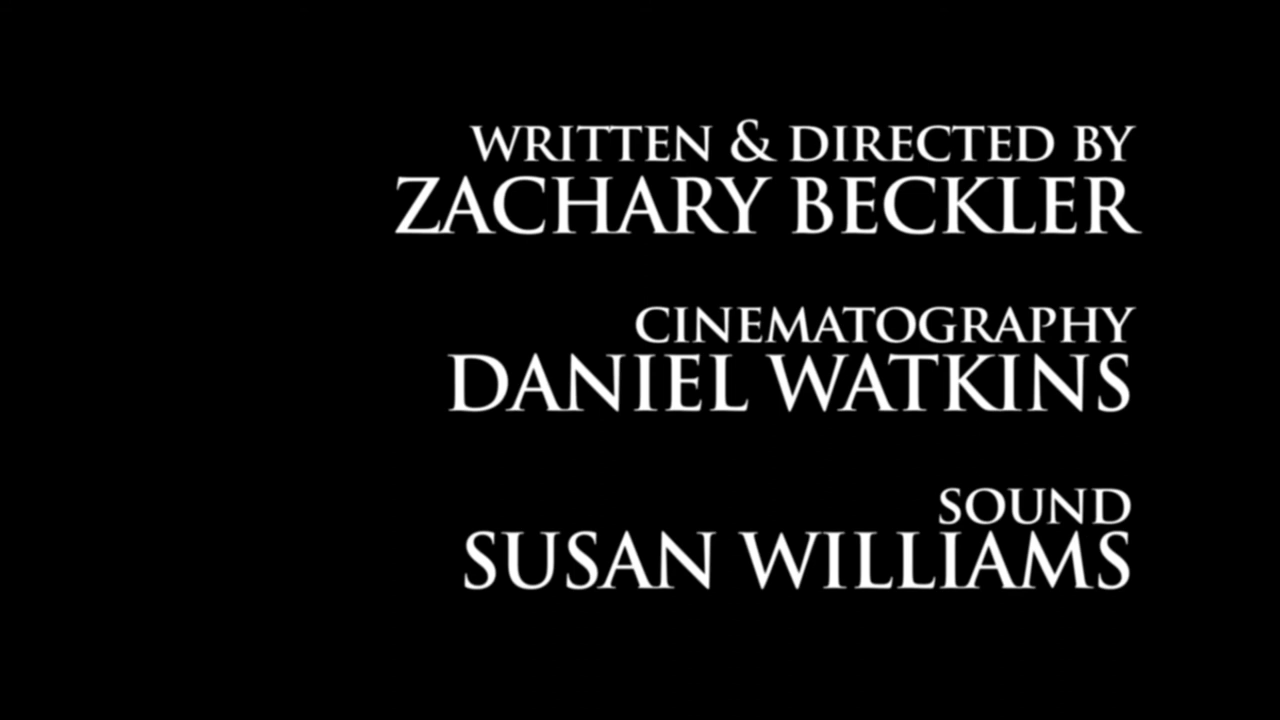 WRITTEN & DIRECTED BY
ZACHARY BECKLER
CINEMATOGRAPHY
DANIEL WATKINS
SOUND
SUSAN WILLIAMS